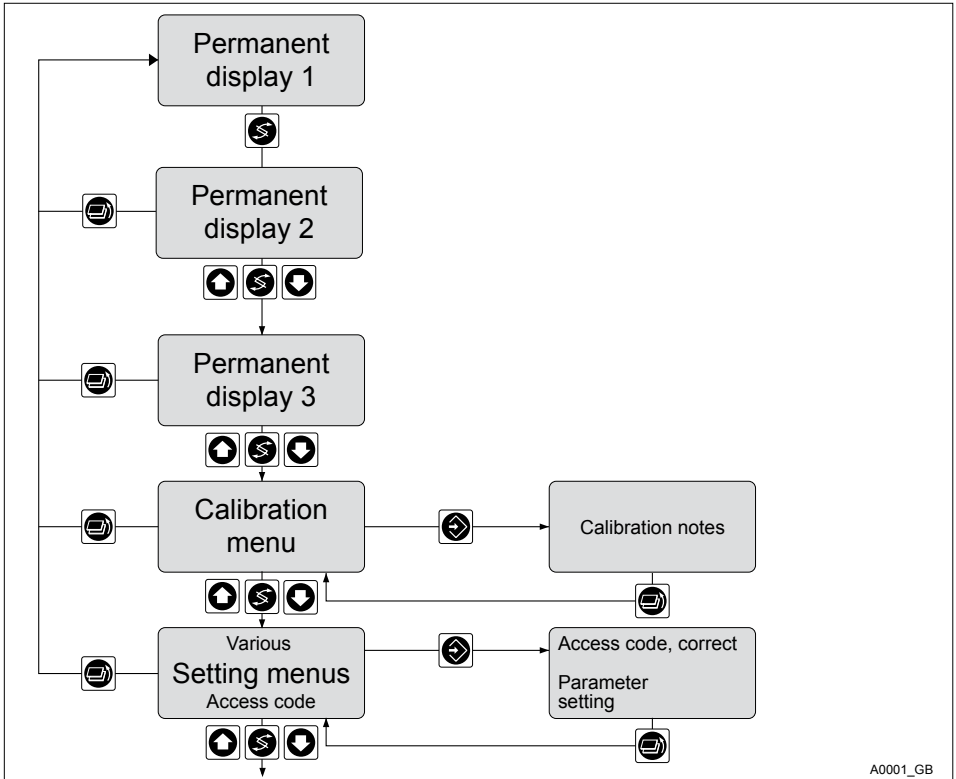 Permanent
display 1
Permanent
display 2
Permanent
display 3
Calibration
menu
Calibration notes
Various
Setting menus
Access code
Access code, correct
Parameter
setting
A0001_GB